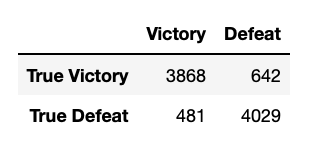 Victory Defeat
True Victory 3868 642
True Defeat 481 4029